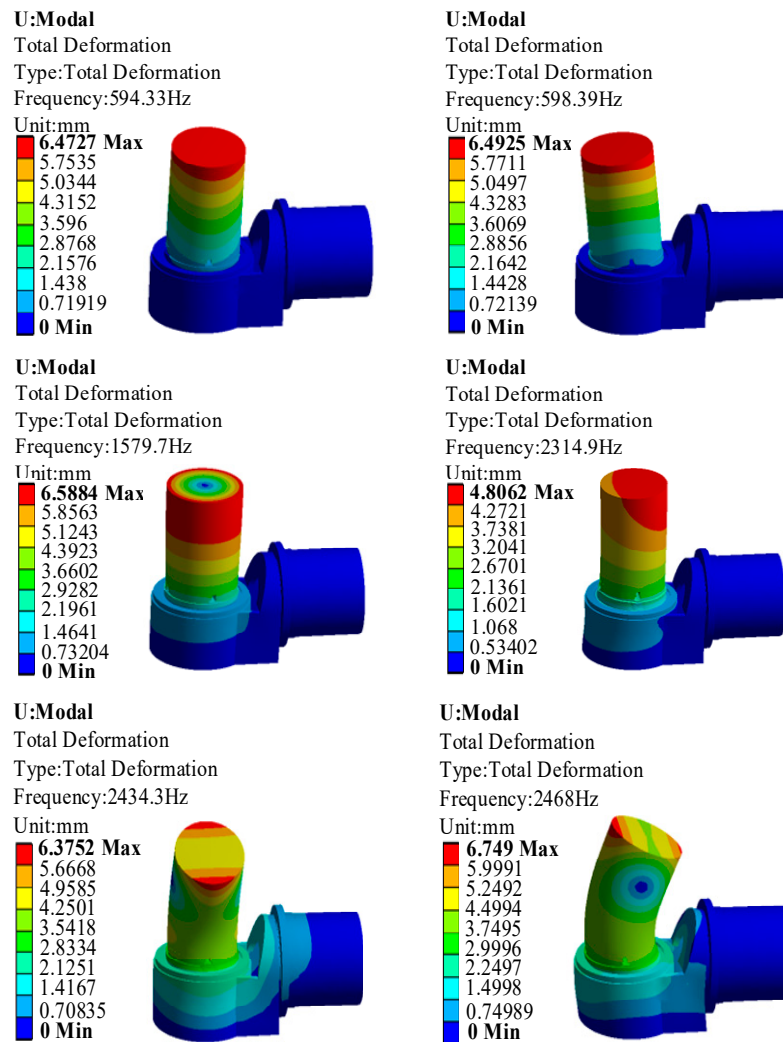 U:Modal
Total Deformation
Type:Total Deformation
Frequency:594.33Hz
Unit:mm
6.4727 Max
5.7535
5.0344
4.3152
3.596
2.8768
2.1576
1.438
0.71919
0 Min
U:Modal
Total Deformation
Type:Total Deformation
Frequency:598.39Hz
Unit:mm
6.4925 Max
5.7711
5.0497
4.3283
3.6069
2.8856
2.1642
1.4428
0.72139
0 Min
U:Modal
Total Deformation
Type:Total Deformation
Frequency:1579.7Hz
Unit:mm
6.5884 Max
5.8563
5.1243
4.3923
3.6602
2.9282
2.1961
1.4641
0.73204
0 Min
U:Modal
Total Deformation
Type:Total Deformation
Frequency:2314.9Hz
Unit:mm
4.8062 Max
4.2721
3.7381
3.2041
2.6701
2.1361
1.6021
1.068
0.53402
0 Min
U:Modal
Total Deformation
Type:Total Deformation
Frequency:2434.3Hz
Unit:mm
6.3752 Max
5.6668
4.9585
4.2501
3.5418
2.8334
2.1251
1.4167
0.70835
0 Min
U:Modal
Total Deformation
Type:Total Deformation
Frequency:2468Hz
Unit:mm
6.749 Max
5.9991
5.2492
4.4994
3.7495
2.9996
2.2497
1.4998
0.74989
0 Min